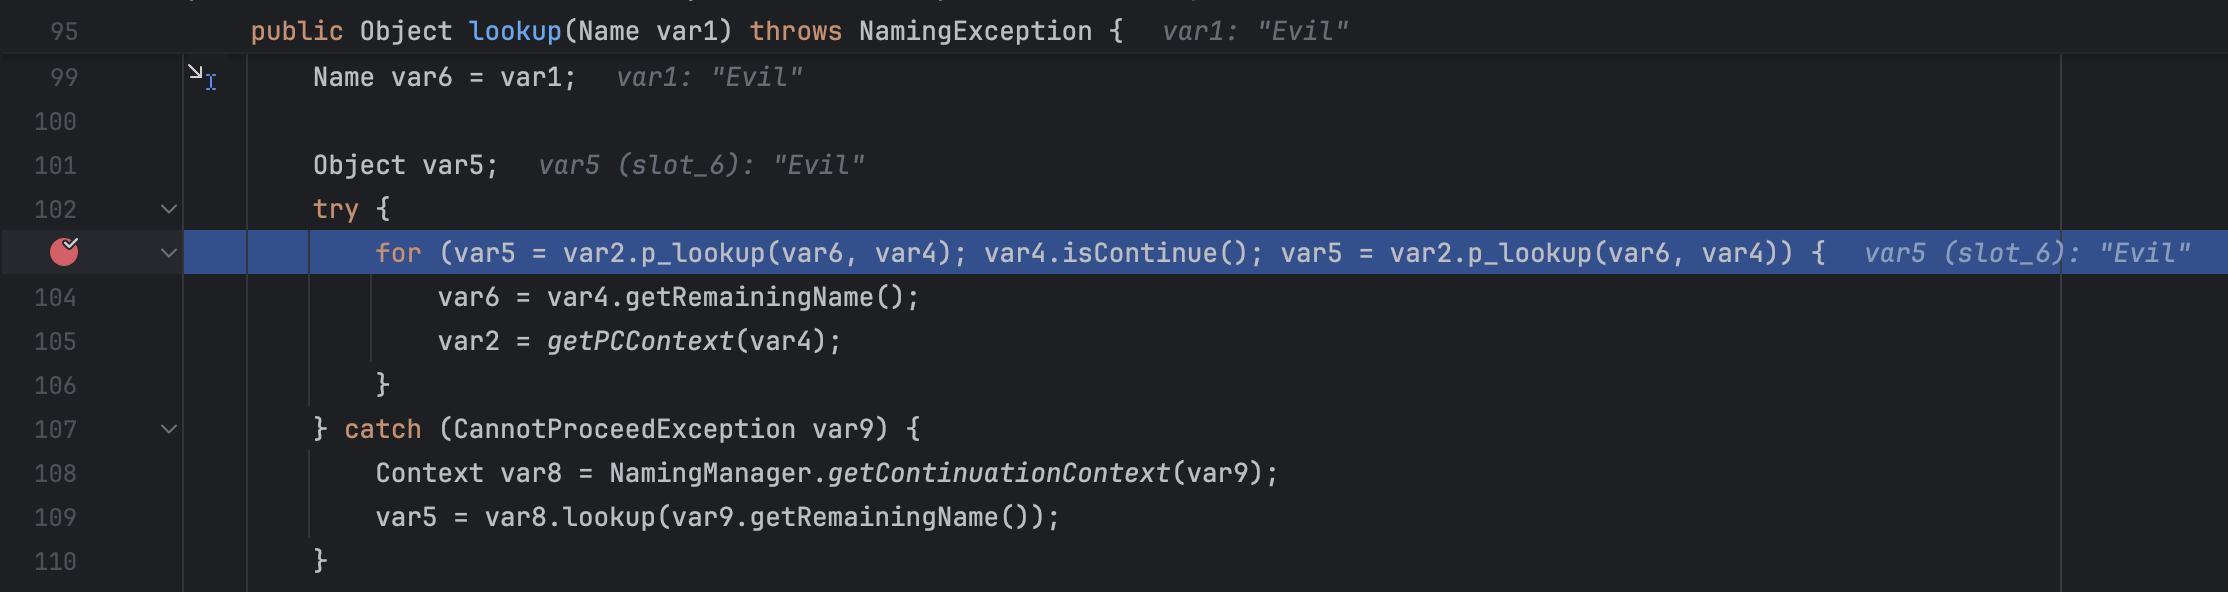 95 public Object lookup(Name var1) throws NamingException { var1: "Evil"
99 Name var6 = var1; var1: "Evil"
100
101 Object var5; var5 (slot_6): "Evil"
102 try {
for (var5 = var2.p_lookup(var6, var4); var4.isContinue(); var5 = var2.p_lookup(var6, var4)) { var5 (slot_6): "Evil"
104 var6 = var4.getRemainingName();
105 var2 = getPCContext(var4);
106 }
107 } catch (CannotProceedException var9) {
108 Context var8 = NamingManager.getContinuationContext(var9);
109 var5 = var8.lookup(var9.getRemainingName());
110 }